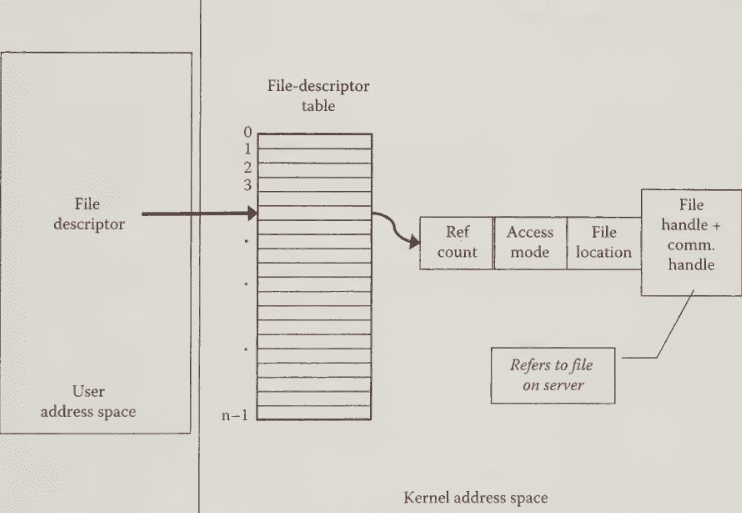 File-descriptor
table
0
1
2
3
.
.
.
n−1
File
descriptor
User
address space
Ref
count
Access
mode
File
location
File
handle +
comm.
handle
Refers to file
on server
Kernel address space